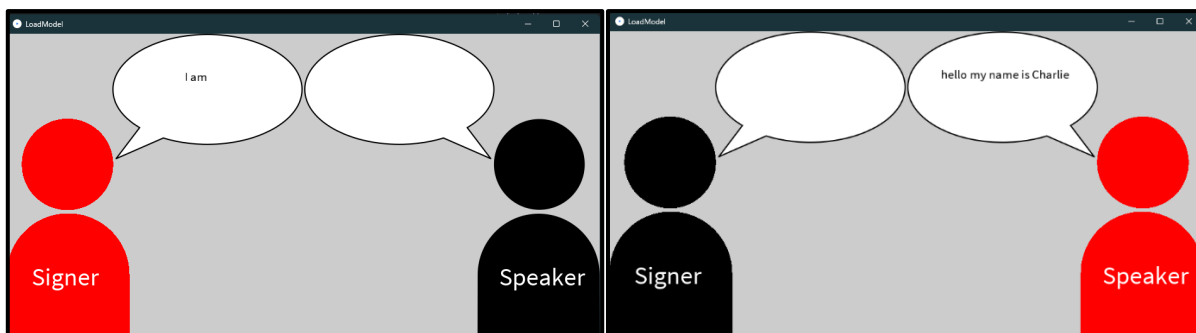 LoadModel
I am
Signer
Speaker
LoadModel
hello my name is Charlie
Signer
Speaker